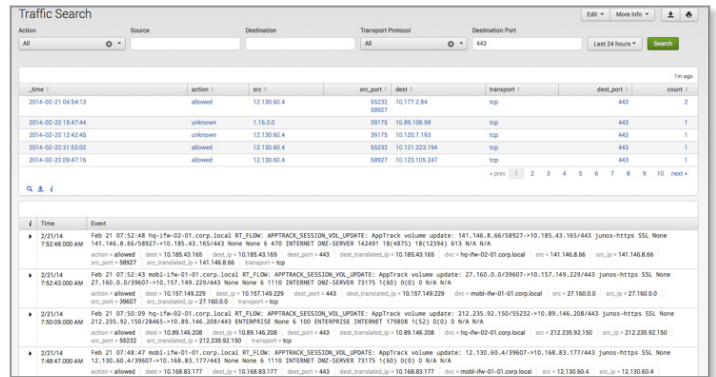 Traffic Search
Edit More Info
Action Source Destination Transport Protocol Destination Port
All All 443 Last 24 hours Search
1m ago
_time action src src_port dest transport dest_port count
2014-02-21 04:54:13 allowed 12.130.60.4 55232 10.177.2.84 tcp 443 2
58927
2014-02-20 15:47:44 unknown 1.16.0.0 39175 10.89.108.98 tcp 443 1
2014-02-20 12:42:45 unknown 12.130.60.4 39175 10.120.7.193 tcp 443 1
2014-02-20 21:52:02 allowed 12.130.60.4 55232 10.121.223.194 tcp 443 1
2014-02-20 09:47:16 allowed 12.130.60.4 58927 10.123.105.247 tcp 443 1
« prev 1 2 3 4 5 6 7 8 9 10 next »
i
i Time Event
2/21/14 Feb 21 07:52:48 hq-ifw-02-01.corp.local RT_FLOW: APPTRACK_SESSION_VOL_UPDATE: AppTrack volume update: 141.146.8.66/58927->10.185.43.165/443 junos-https SSL None
7:52:48.000 AM 141.146.8.66/58927->10.185.43.165/443 None None 6 470 INTERNET DMZ-SERVER 142491 18(4875) 18(12394) 613 N/A N/A
action = allowed dest = 10.185.43.165 dest_ip = 10.185.43.165 dest_port = 443 dest_translated_ip = 10.185.43.165 dvc = hq-ifw-02-01.corp.local src = 141.146.8.66 src_ip = 141.146.8.66
src_port = 58927 src_translated_ip = 141.146.8.66 transport = tcp
2/21/14 Feb 21 07:52:43 mobl-ifw-01-01.corp.local RT_FLOW: APPTRACK_SESSION_VOL_UPDATE: AppTrack volume update: 27.160.0.0/39607->10.157.149.229/443 junos-https SSL None
7:52:43.000 AM 27.160.0.0/39607->10.157.149.229/443 None None 6 1110 INTERNET DMZ-SERVER 73175 1(60) 0(0) 0 N/A N/A
action = allowed dest = 10.157.149.229 dest_ip = 10.157.149.229 dest_port = 443 dest_translated_ip = 10.157.149.229 dvc = mobl-ifw-01-01.corp.local src = 27.160.0.0 src_ip = 27.160.0.0
src_port = 39607 src_translated_ip = 27.160.0.0 transport = tcp
2/21/14 Feb 21 07:50:09 hq-ifw-02-01.corp.local RT_FLOW: APPTRACK_SESSION_VOL_UPDATE: AppTrack volume update: 212.235.92.150/55232->10.89.146.208/443 junos-https SSL None
7:50:09.000 AM 212.235.92.150/28465->10.89.146.208/443 ENTERPRISE None 6 100 ENTERPRISE INTERNET 179808 1(52) 0(0) 0 N/A N/A
action = allowed dest = 10.89.146.208 dest_ip = 10.89.146.208 dest_port = 443 dest_translated_ip = 10.89.146.208 dvc = hq-ifw-02-01.corp.local src = 212.235.92.150 src_ip = 212.235.92.150
src_port = 55232 src_translated_ip = 212.235.92.150 transport = tcp
2/21/14 Feb 21 07:48:47 mobl-ifw-01-01.corp.local RT_FLOW: APPTRACK_SESSION_VOL_UPDATE: AppTrack volume update: 12.130.60.4/39607->10.168.83.177/443 junos-https SSL None
7:48:47.000 AM 12.130.60.4/39607->10.168.83.177/443 None None 6 1110 INTERNET DMZ-SERVER 73175 1(60) 0(0) 0 N/A N/A
action = allowed dest = 10.168.83.177 dest_ip = 10.168.83.177 dest_port = 443 dest_translated_ip = 10.168.83.177 dvc = mobl-ifw-01-01.corp.local src = 12.130.60.4 src_ip = 12.130.60.4